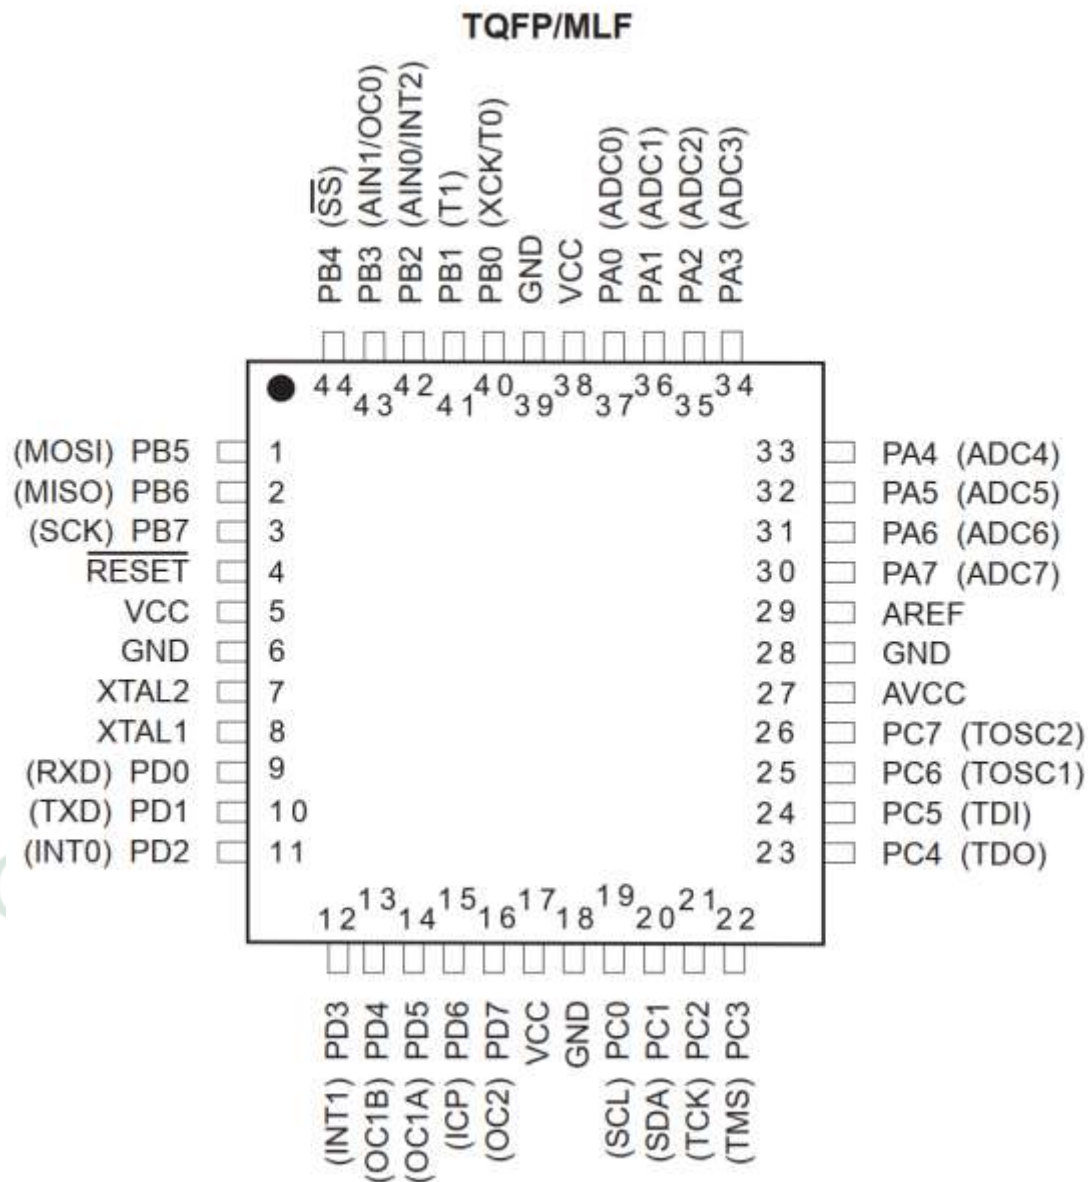 TQFP/MLF
PB4 (SS)
PB3 (AIN1/OC0)
PB2 (AIN0/INT2)
PB1 (T1)
PB0 (XCK/T0)
GND
VCC
PA0 (ADC0)
PA1 (ADC1)
PA2 (ADC2)
PA3 (ADC3)
44
43
42
41
40
39
38
37
36
35
34
(MOSI) PB5 1
(MISO) PB6 2
(SCK) PB7 3
RESET 4
VCC 5
GND 6
XTAL2 7
XTAL1 8
(RXD) PD0 9
(TXD) PD1 10
(INT0) PD2 11
33 PA4 (ADC4)
32 PA5 (ADC5)
31 PA6 (ADC6)
30 PA7 (ADC7)
29 AREF
28 GND
27 AVCC
26 PC7 (TOSC2)
25 PC6 (TOSC1)
24 PC5 (TDI)
23 PC4 (TDO)
12
13
14
15
16
17
18
19
20
21
22
(INT1) PD3
(OC1B) PD4
(OC1A) PD5
(ICP) PD6
(OC2) PD7
VCC
GND
(SCL) PC0
(SDA) PC1
(TCK) PC2
(TMS) PC3